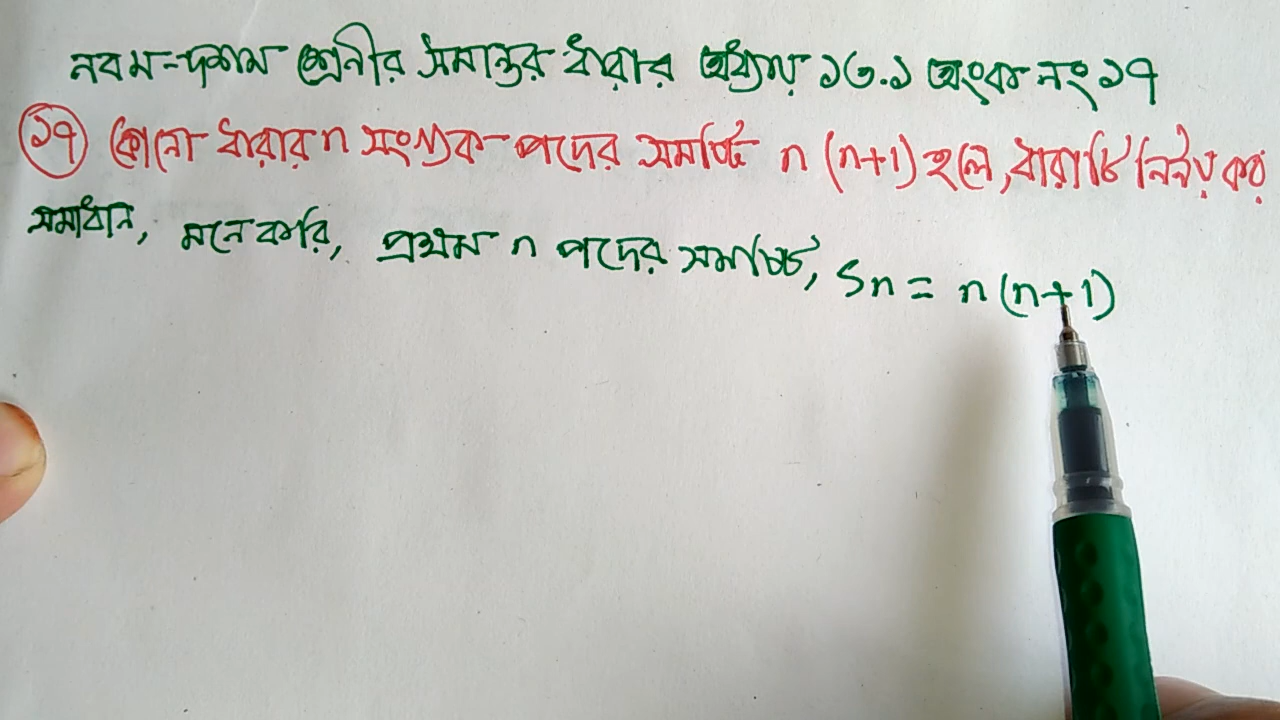 নবম-দশম শ্রেনীর সমান্তর ধারার অধ্যায় ১৩.১ অংক নং ১৭
১৭ কোনো ধারার n সংখ্যক পদের সমষ্টি n (n+1) হলে, ধারাটি নির্নয় কর
সমাধান, মনে করি, প্রথম n পদের সমষ্টি, Sn = n (n+1)